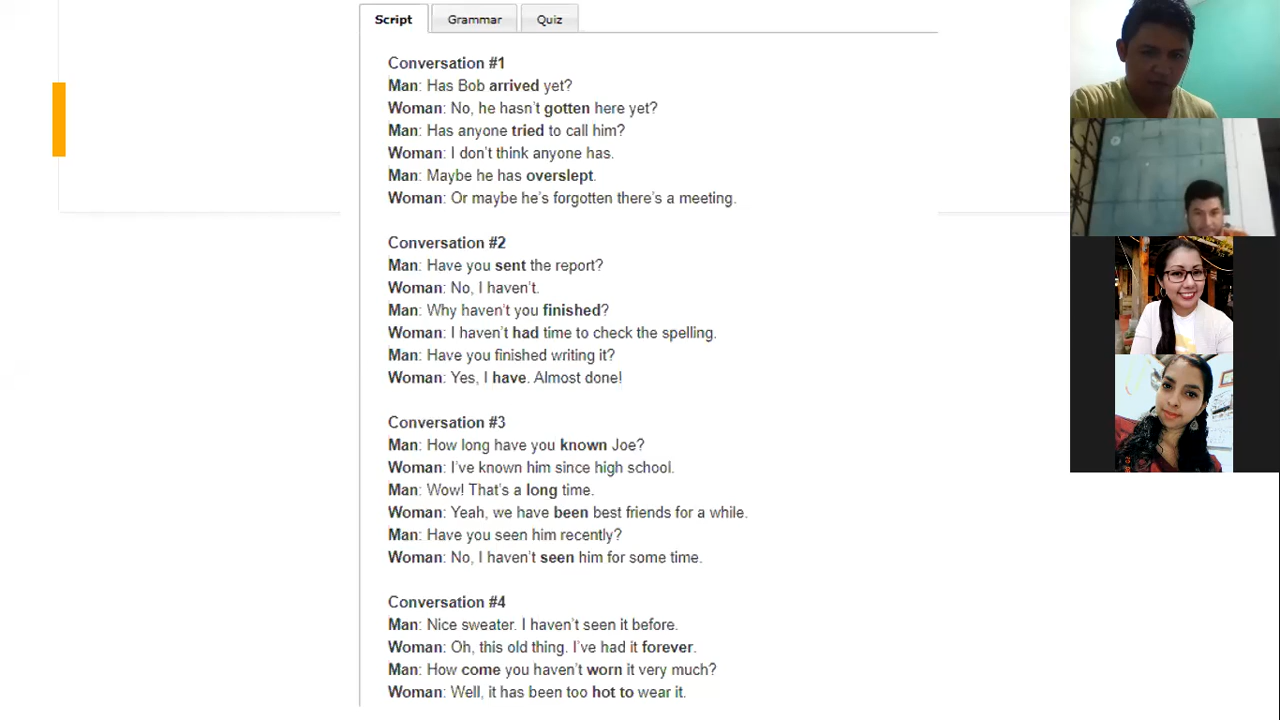 Script Grammar Quiz
Conversation #1
Man: Has Bob arrived yet?
Woman: No, he hasn't gotten here yet?
Man: Has anyone tried to call him?
Woman: I don't think anyone has.
Man: Maybe he has overslept.
Woman: Or maybe he's forgotten there's a meeting.
Conversation #2
Man: Have you sent the report?
Woman: No, I haven't.
Man: Why haven't you finished?
Woman: I haven't had time to check the spelling.
Man: Have you finished writing it?
Woman: Yes, I have. Almost done!
Conversation #3
Man: How long have you known Joe?
Woman: I've known him since high school.
Man: Wow! That's a long time.
Woman: Yeah, we have been best friends for a while.
Man: Have you seen him recently?
Woman: No, I haven't seen him for some time.
Conversation #4
Man: Nice sweater. I haven't seen it before.
Woman: Oh, this old thing. I've had it forever.
Man: How come you haven't worn it very much?
Woman: Well, it has been too hot to wear it.